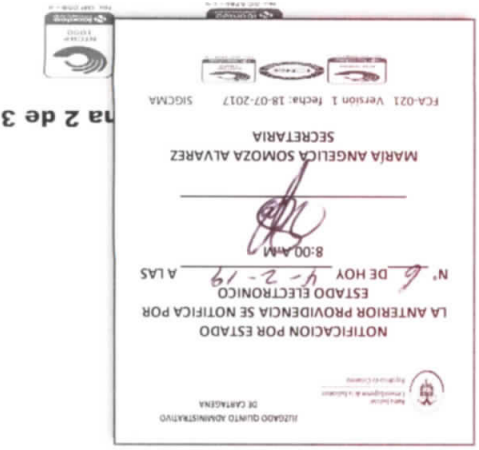 JUZGADO QUINTO ADMINISTRATIVO
DE CARTAGENA
NOTIFICACION POR ESTADO
LA ANTERIOR PROVIDENCIA SE NOTIFICA POR
ESTADO ELECTRONICO
N° 6 DE HOY 4-2-19 A LAS
8:00 A.M
MARÍA ANGELICA SOMOZA ALVAREZ
SECRETARIA
FCA-021 Versión 1 fecha: 18-07-2017 SIGCMA
na 2 de 3